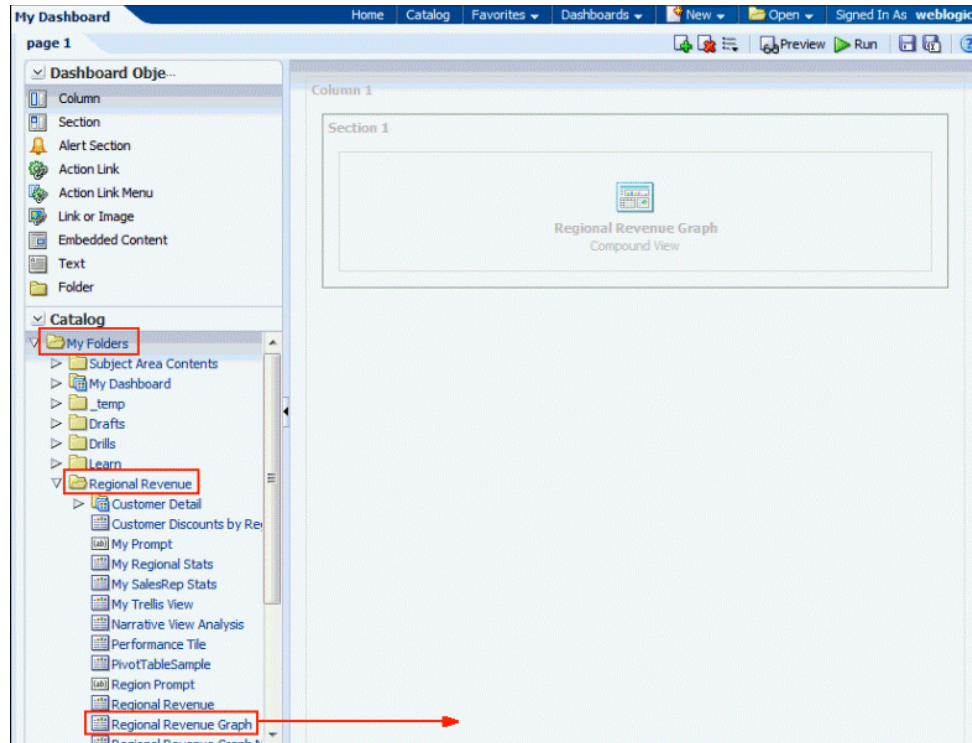 My Dashboard Home Catalog Favorites Dashboards New Open Signed In As weblogic
page 1 Preview Run
Dashboard Obje...
Column
Section
Alert Section
Action Link
Action Link Menu
Link or Image
Embedded Content
Text
Folder
Catalog
My Folders
Subject Area Contents
My Dashboard
_temp
Drafts
Drills
Learn
Regional Revenue
Customer Detail
Customer Discounts by Re
My Prompt
My Regional Stats
My SalesRep Stats
My Trellis View
Narrative View Analysis
Performance Tile
PivotTableSample
Region Prompt
Regional Revenue
Regional Revenue Graph
Regional Revenue Graph
Column 1
Section 1
Regional Revenue Graph
Compound View